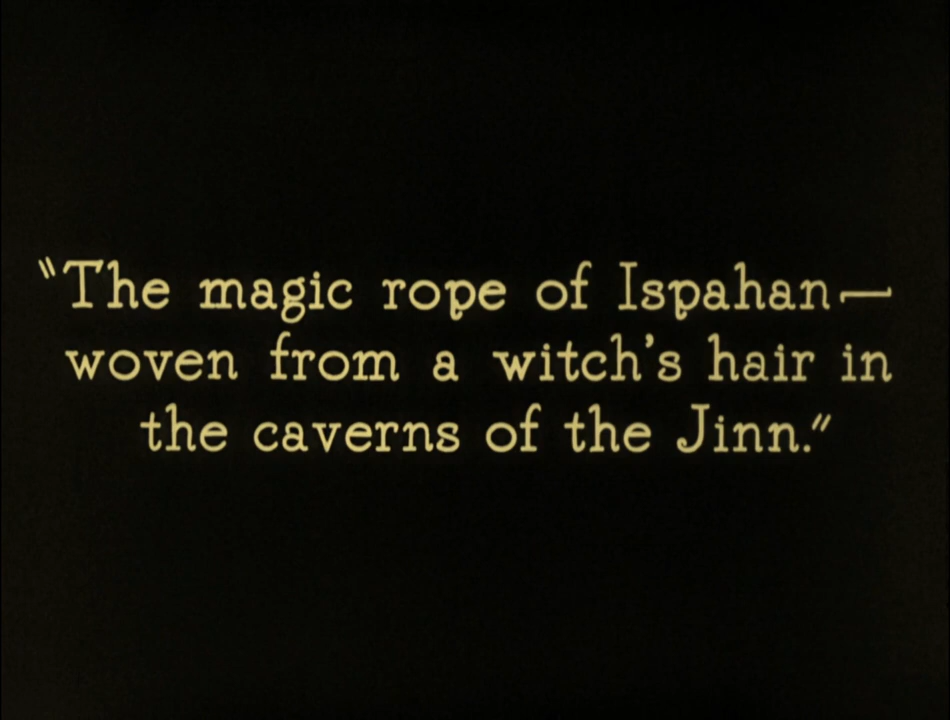 "The magic rope of Ispahan—
woven from a witch's hair in
the caverns of the Jinn."